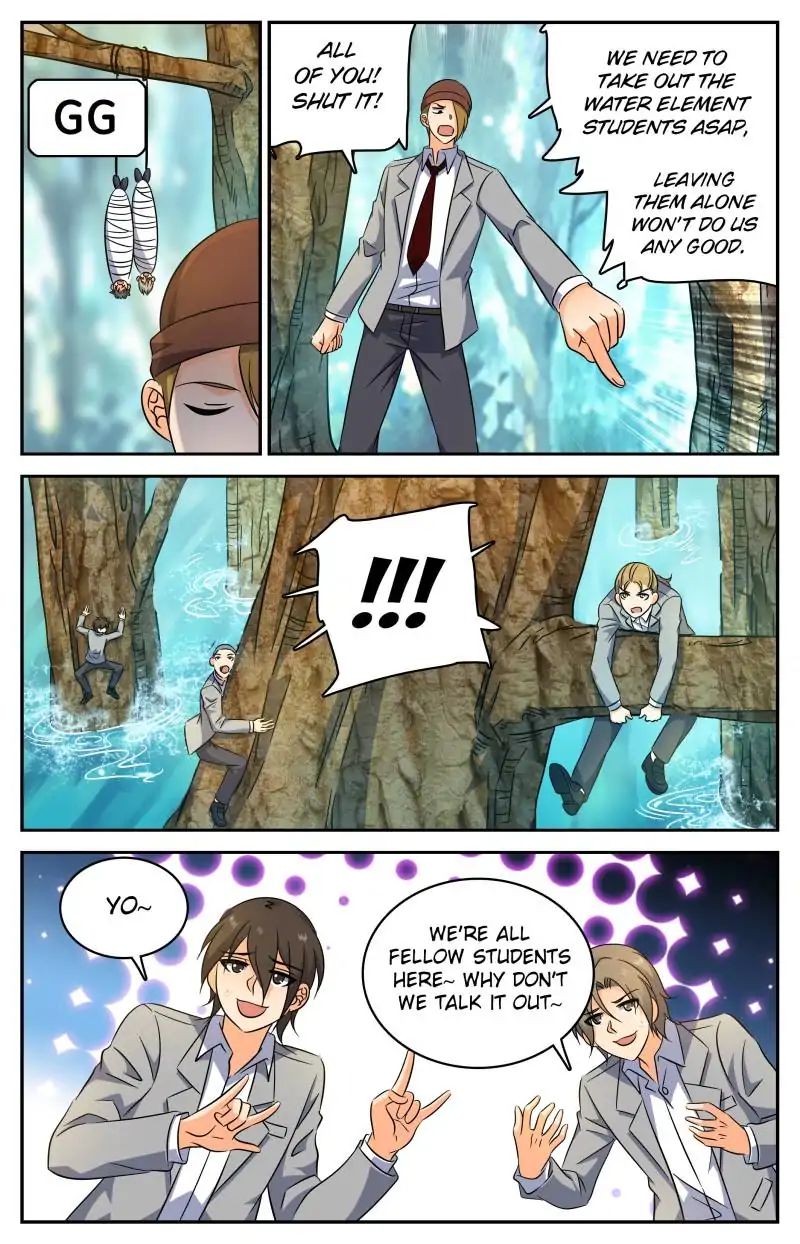 GG
ALL
OF YOU!
SHUT IT!
WE NEED TO
TAKE OUT THE
WATER ELEMENT
STUDENTS ASAP,
LEAVING
THEM ALONE
WON'T DO US
ANY GOOD.
!!!
YO~
WE'RE ALL
FELLOW STUDENTS
HERE~ WHY DON'T
WE TALK IT OUT~